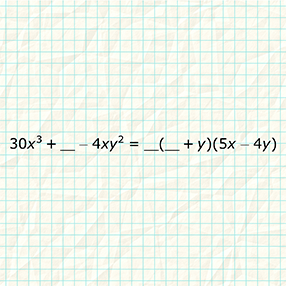 30x³ + __ – 4xy² = __(__ + y)(5x – 4y)